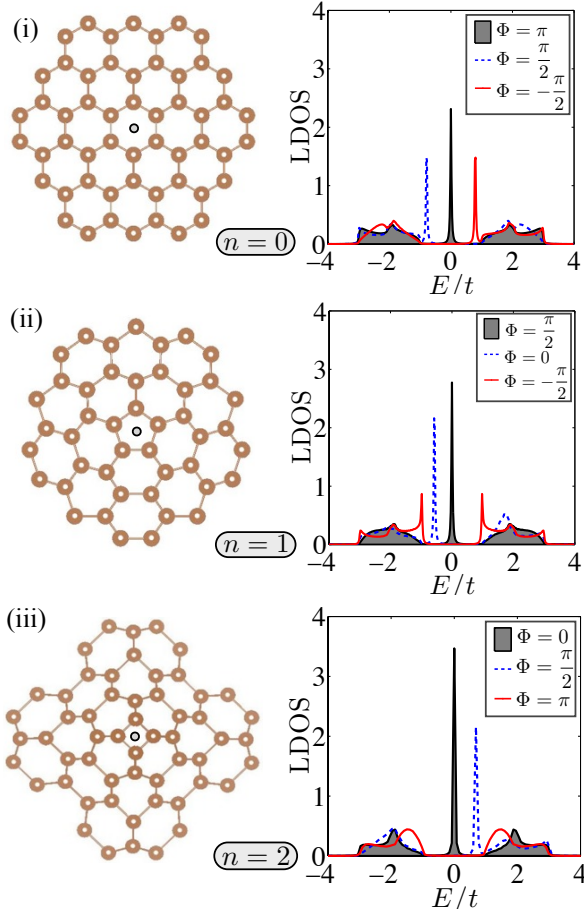 (i)
n = 0
LDOS
4
3
2
1
0
−4 −2 0 2 4
E/t
Φ = π
Φ = π/2
Φ = −π/2
(ii)
n = 1
LDOS
4
3
2
1
0
−4 −2 0 2 4
E/t
Φ = π/2
Φ = 0
Φ = −π/2
(iii)
n = 2
LDOS
4
3
2
1
0
−4 −2 0 2 4
E/t
Φ = 0
Φ = π/2
Φ = π